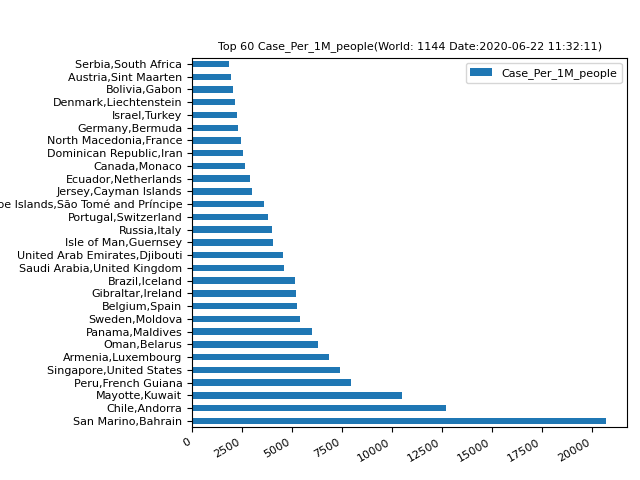 Top 60 Case_Per_1M_people(World: 1144 Date:2020-06-22 11:32:11)
Case_Per_1M_people
Serbia,South Africa
Austria,Sint Maarten
Bolivia,Gabon
Denmark,Liechtenstein
Israel,Turkey
Germany,Bermuda
North Macedonia,France
Dominican Republic,Iran
Canada,Monaco
Ecuador,Netherlands
Jersey,Cayman Islands
Islands,São Tomé and Príncipe
Portugal,Switzerland
Russia,Italy
Isle of Man,Guernsey
United Arab Emirates,Djibouti
Saudi Arabia,United Kingdom
Brazil,Iceland
Gibraltar,Ireland
Belgium,Spain
Sweden,Moldova
Panama,Maldives
Oman,Belarus
Armenia,Luxembourg
Singapore,United States
Peru,French Guiana
Mayotte,Kuwait
Chile,Andorra
San Marino,Bahrain
0 2500 5000 7500 10000 12500 15000 17500 20000